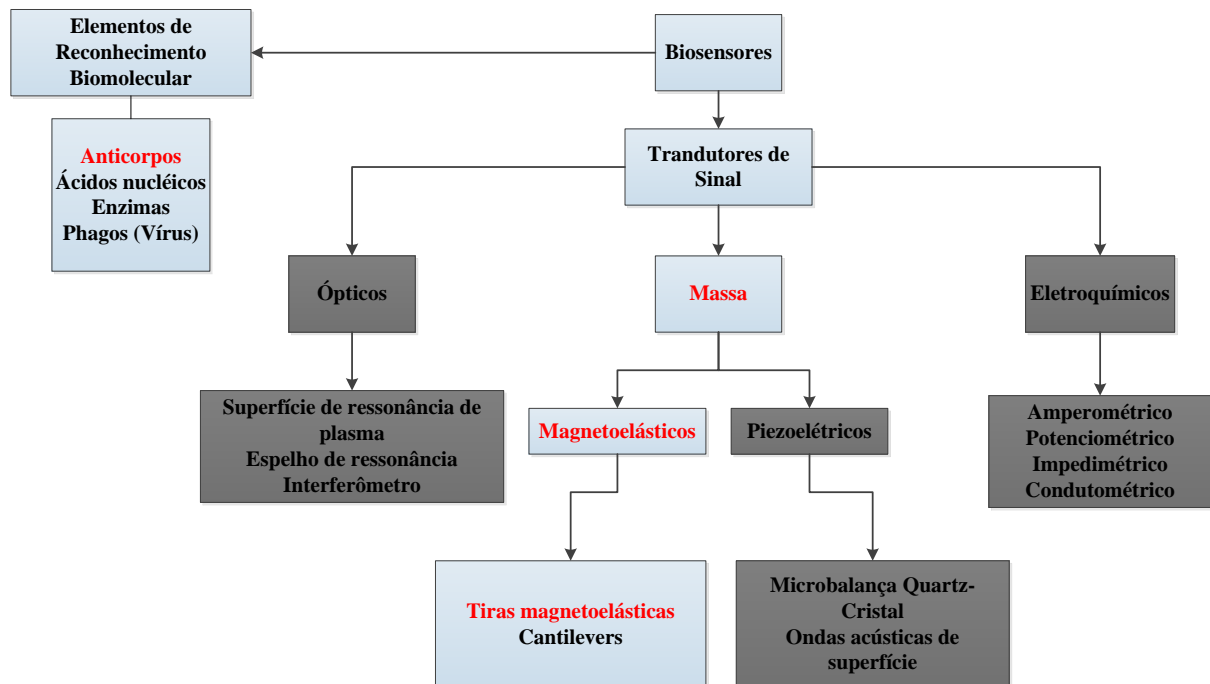 Elementos de
Reconhecimento
Biomolecular
Biosensores
Anticorpos
Ácidos nucléicos
Enzimas
Phagos (Vírus)
Trandutores de
Sinal
Ópticos
Massa
Eletroquímicos
Superfície de ressonância de
plasma
Espelho de ressonância
Interferômetro
Magnetoelásticos
Piezoelétricos
Amperométrico
Potenciométrico
Impedimétrico
Condutométrico
Tiras magnetoelásticas
Cantilevers
Microbalança Quartz-
Cristal
Ondas acústicas de
superfície